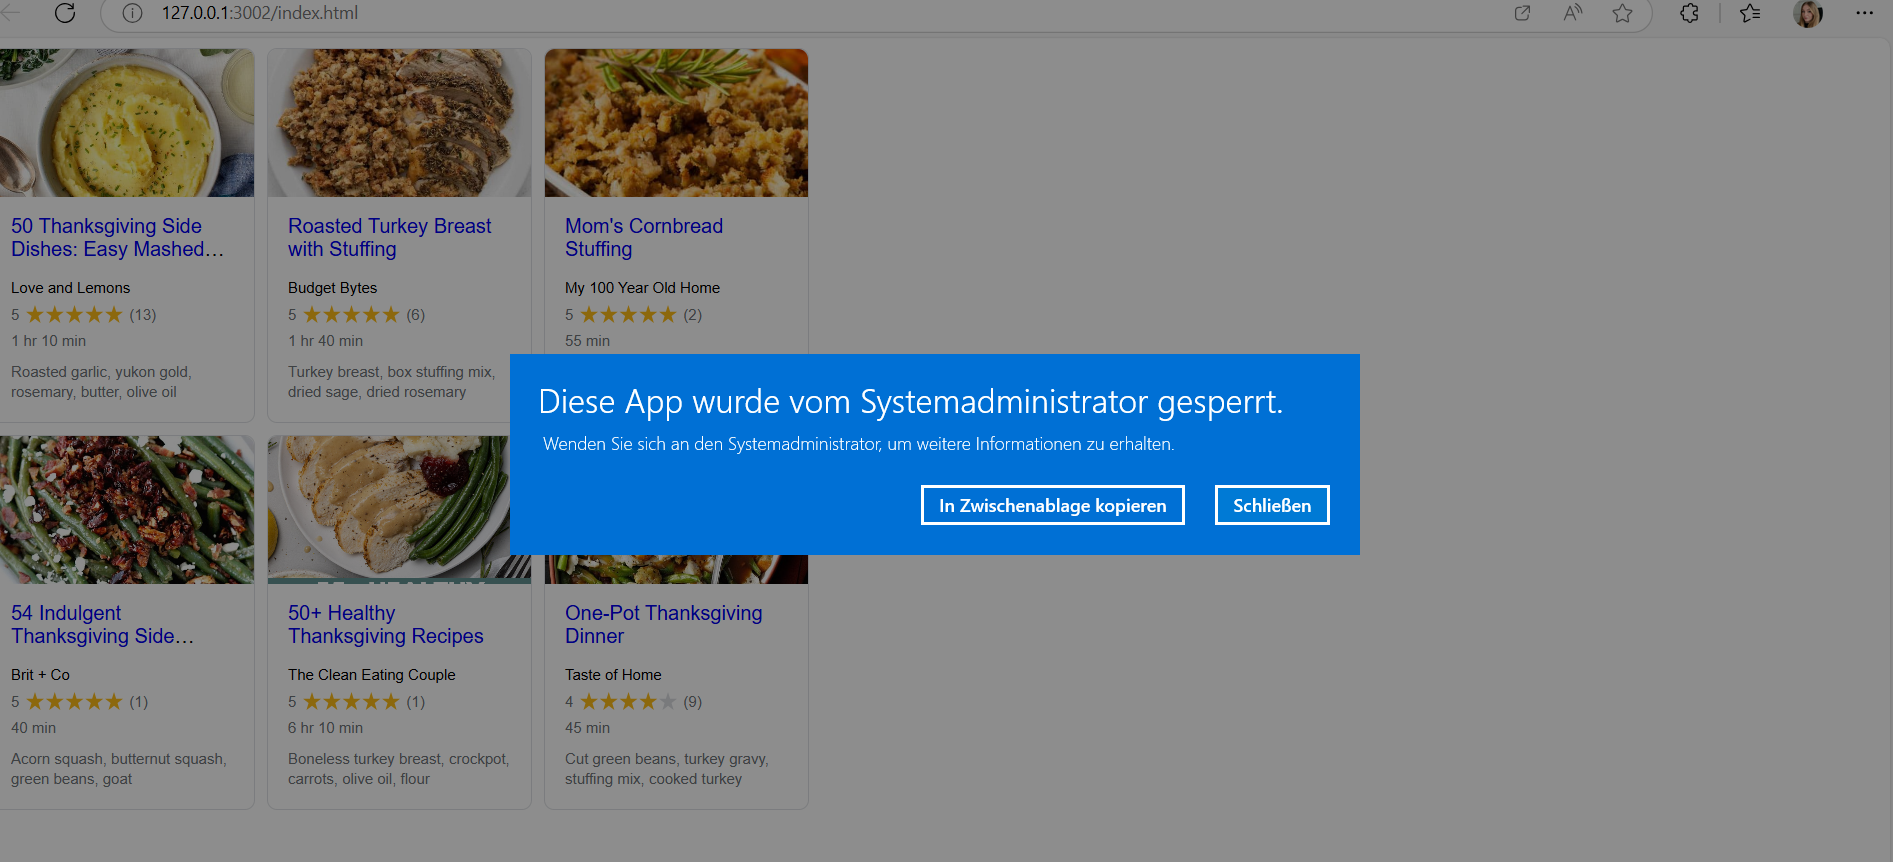 127.0.0.1:3002/index.html
50 Thanksgiving Side
Dishes: Easy Mashed…
Love and Lemons
5 ★★★★★ (13)
1 hr 10 min
Roasted garlic, yukon gold,
rosemary, butter, olive oil
Roasted Turkey Breast
with Stuffing
Budget Bytes
5 ★★★★★ (6)
1 hr 40 min
Turkey breast, box stuffing mix,
dried sage, dried rosemary
Mom's Cornbread
Stuffing
My 100 Year Old Home
5 ★★★★★ (2)
55 min
Diese App wurde vom Systemadministrator gesperrt.
Wenden Sie sich an den Systemadministrator, um weitere Informationen zu erhalten.
In Zwischenablage kopieren
Schließen
54 Indulgent
Thanksgiving Side…
Brit + Co
5 ★★★★★ (1)
40 min
Acorn squash, butternut squash,
green beans, goat
50+ Healthy
Thanksgiving Recipes
The Clean Eating Couple
5 ★★★★★ (1)
6 hr 10 min
Boneless turkey breast, crockpot,
carrots, olive oil, flour
One-Pot Thanksgiving
Dinner
Taste of Home
4 ★★★★★ (9)
45 min
Cut green beans, turkey gravy,
stuffing mix, cooked turkey